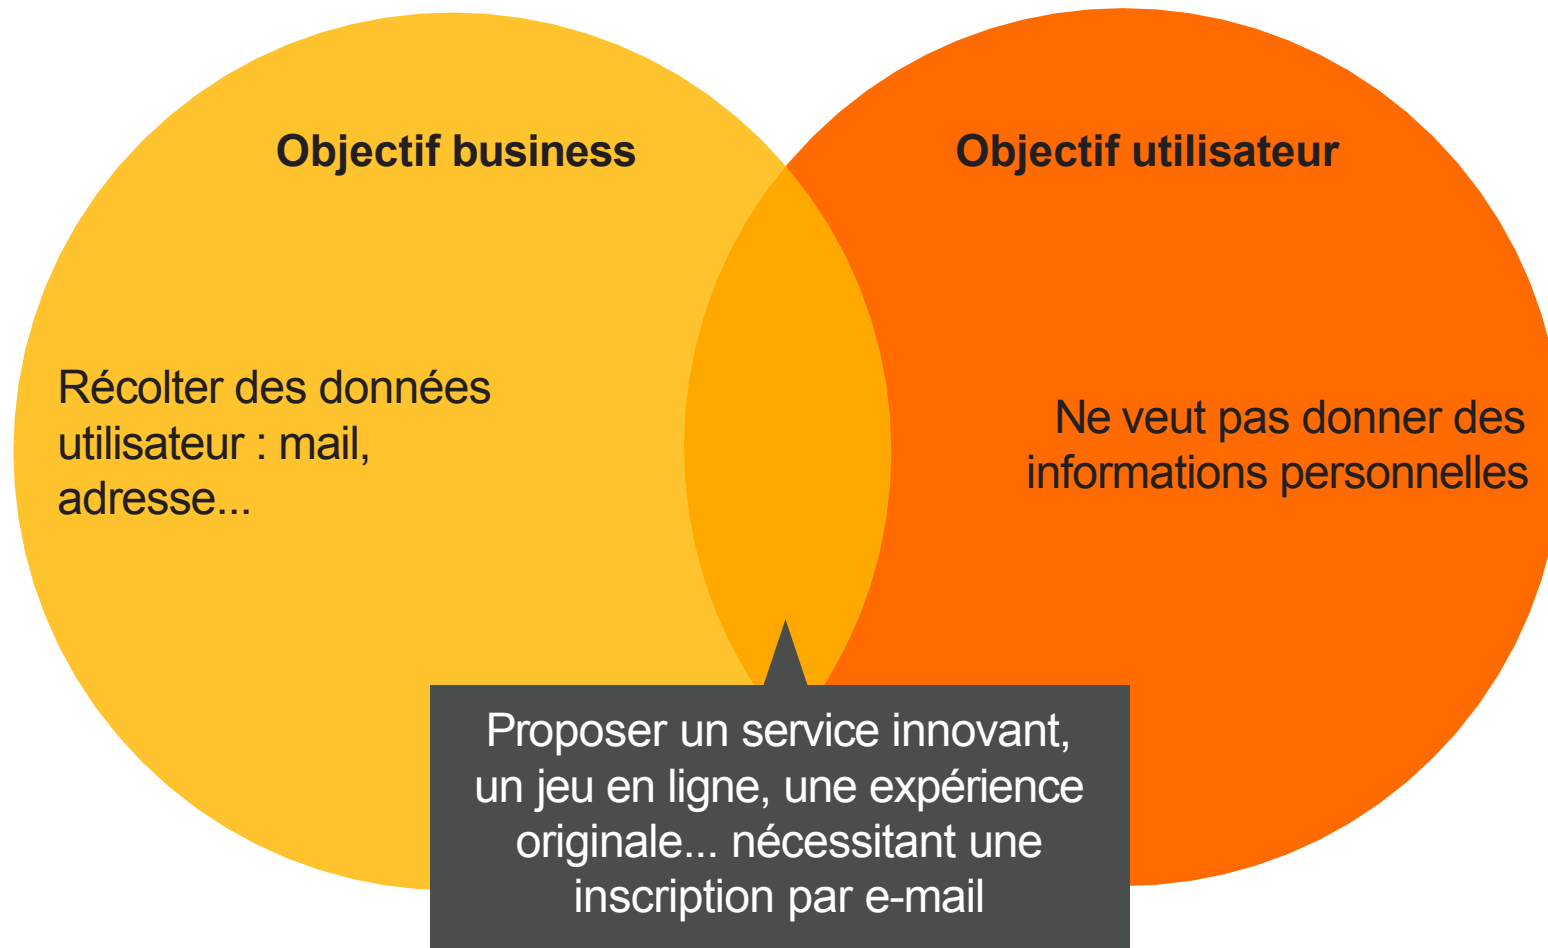 Objectif business
Objectif utilisateur
Récolter des données
utilisateur : mail,
adresse...
Ne veut pas donner des
informations personnelles
Proposer un service innovant,
un jeu en ligne, une expérience
originale... nécessitant une
inscription par e-mail